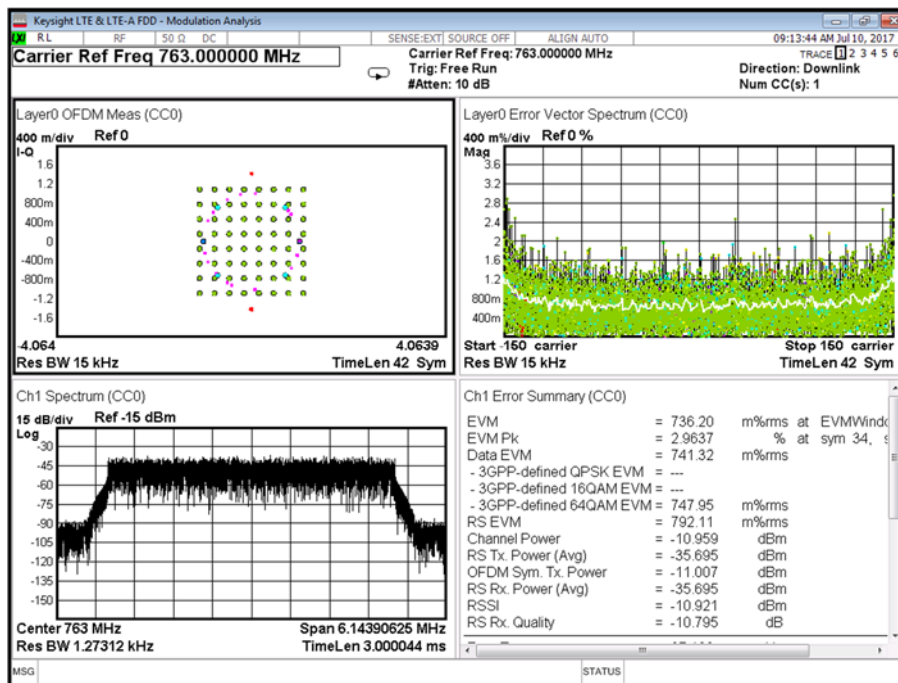 Keysight LTE & LTE-A FDD - Modulation Analysis
LXI RL RF 50 Ω DC SENSE:EXT SOURCE OFF ALIGN AUTO 09:13:44 AM Jul 10, 2017
Carrier Ref Freq 763.000000 MHz
Carrier Ref Freq: 763.000000 MHz
Trig: Free Run
#Atten: 10 dB
TRACE 1 2 3 4 5 6
Direction: Downlink
Num CC(s): 1
Layer0 OFDM Meas (CC0)
400 m/div Ref 0
I-Q
1.6
1.2
800m
400m
0
-400m
-800m
-1.2
-1.6
-4.064 4.0639
Res BW 15 kHz TimeLen 42 Sym
Layer0 Error Vector Spectrum (CC0)
400 m%/div Ref 0 %
Mag
3.6
3.2
2.8
2.4
2
1.6
1.2
800m
400m
Start -150 carrier Stop 150 carrier
Res BW 15 kHz TimeLen 42 Sym
Ch1 Spectrum (CC0)
15 dB/div Ref -15 dBm
Log
-30
-45
-60
-75
-90
-105
-120
-135
-150
Center 763 MHz Span 6.14390625 MHz
Res BW 1.27312 kHz TimeLen 3.000044 ms
Ch1 Error Summary (CC0)
EVM = 736.20 m%rms at EVMWindo
EVM Pk = 2.9637 % at sym 34, s
Data EVM = 741.32 m%rms
- 3GPP-defined QPSK EVM = ---
- 3GPP-defined 16QAM EVM = ---
- 3GPP-defined 64QAM EVM = 747.95 m%rms
RS EVM = 792.11 m%rms
Channel Power = -10.959 dBm
RS Tx. Power (Avg) = -35.695 dBm
OFDM Sym. Tx. Power = -11.007 dBm
RS Rx. Power (Avg) = -35.695 dBm
RSSI = -10.921 dBm
RS Rx. Quality = -10.795 dB
MSG STATUS